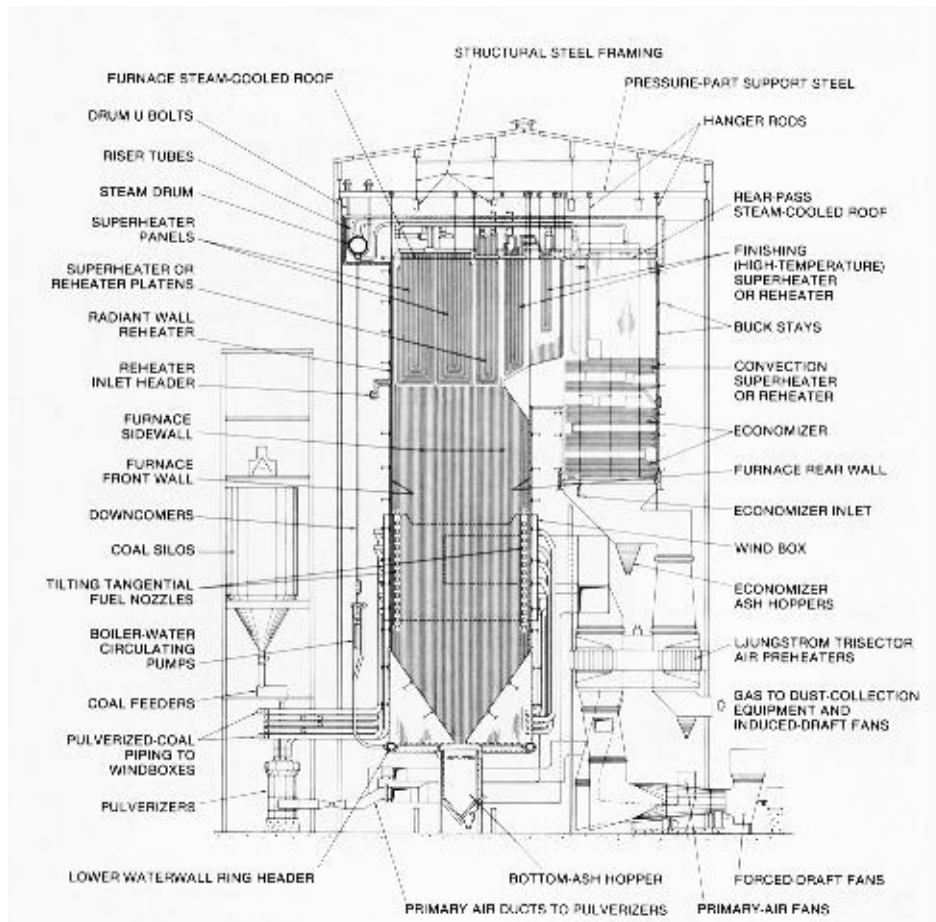 STRUCTURAL STEEL FRAMING
FURNACE STEAM-COOLED ROOF
PRESSURE-PART SUPPORT STEEL
DRUM U BOLTS
HANGER RODS
RISER TUBES
STEAM DRUM
REAR-PASS
STEAM-COOLED ROOF
SUPERHEATER
PANELS
FINISHING
(HIGH-TEMPERATURE)
SUPERHEATER
OR REHEATER
SUPERHEATER OR
REHEATER PLATENS
RADIANT WALL
REHEATER
BUCK STAYS
REHEATER
INLET HEADER
CONVECTION
SUPERHEATER
OR REHEATER
FURNACE
SIDEWALL
ECONOMIZER
FURNACE
FRONT WALL
FURNACE REAR WALL
DOWNCOMERS
ECONOMIZER INLET
COAL SILOS
WIND BOX
TILTING TANGENTIAL
FUEL NOZZLES
ECONOMIZER
ASH HOPPERS
BOILER-WATER
CIRCULATING
PUMPS
LJUNGSTROM TRISECTOR
AIR PREHEATERS
COAL FEEDERS
GAS TO DUST-COLLECTION
EQUIPMENT AND
INDUCED-DRAFT FANS
PULVERIZED-COAL
PIPING TO
WINDBOXES
PULVERIZERS
LOWER WATERWALL RING HEADER
BOTTOM-ASH HOPPER
FORCED-DRAFT FANS
PRIMARY AIR DUCTS TO PULVERIZERS
PRIMARY-AIR FANS